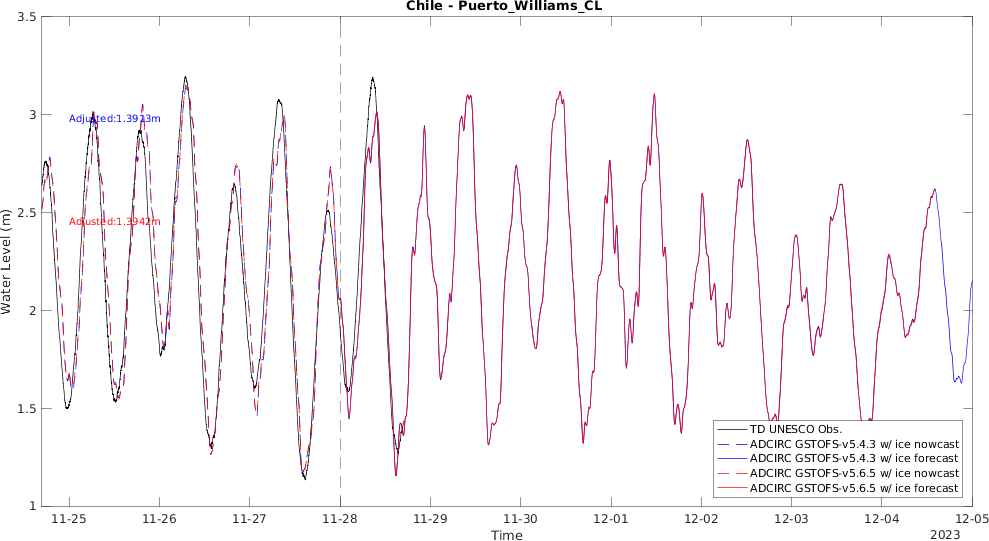 Chile - Puerto_Williams_CL
3.5
3
2.5
2
1.5
1
Water Level (m)
Adjusted:1.3913m
Adjusted:1.3942m
TD UNESCO Obs.
ADCIRC GSTOFS-v5.4.3 w/ ice nowcast
ADCIRC GSTOFS-v5.4.3 w/ ice forecast
ADCIRC GSTOFS-v5.6.5 w/ ice nowcast
ADCIRC GSTOFS-v5.6.5 w/ ice forecast
11-25 11-26 11-27 11-28 11-29 11-30 12-01 12-02 12-03 12-04 12-05
Time
2023